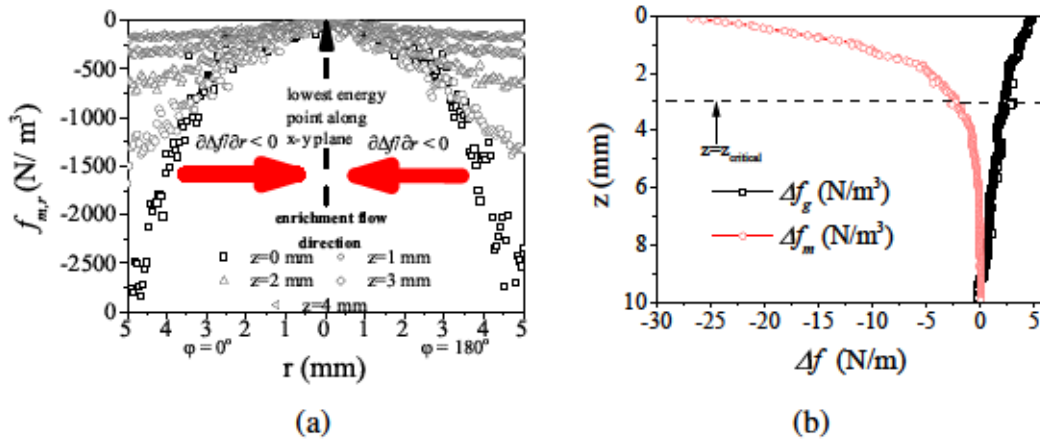 0
-500
-1000
-1500
-2000
-2500
0
f_{m,r} (N/ m³)
lowest energy
point along
x-y plane
∂Δf/∂r < 0
∂Δf/∂r < 0
enrichment flow
direction
z=0 mm
z=1 mm
z=2 mm
z=3 mm
z=4 mm
5 4 3 2 1 0 1 2 3 4 5
φ = 0°
φ = 180°
r (mm)
(a)
0
2
4
6
8
10
z (mm)
z=z_{critical}
Δf_g (N/m³)
Δf_m (N/m³)
-30 -25 -20 -15 -10 -5 0 5
Δf (N/m)
(b)